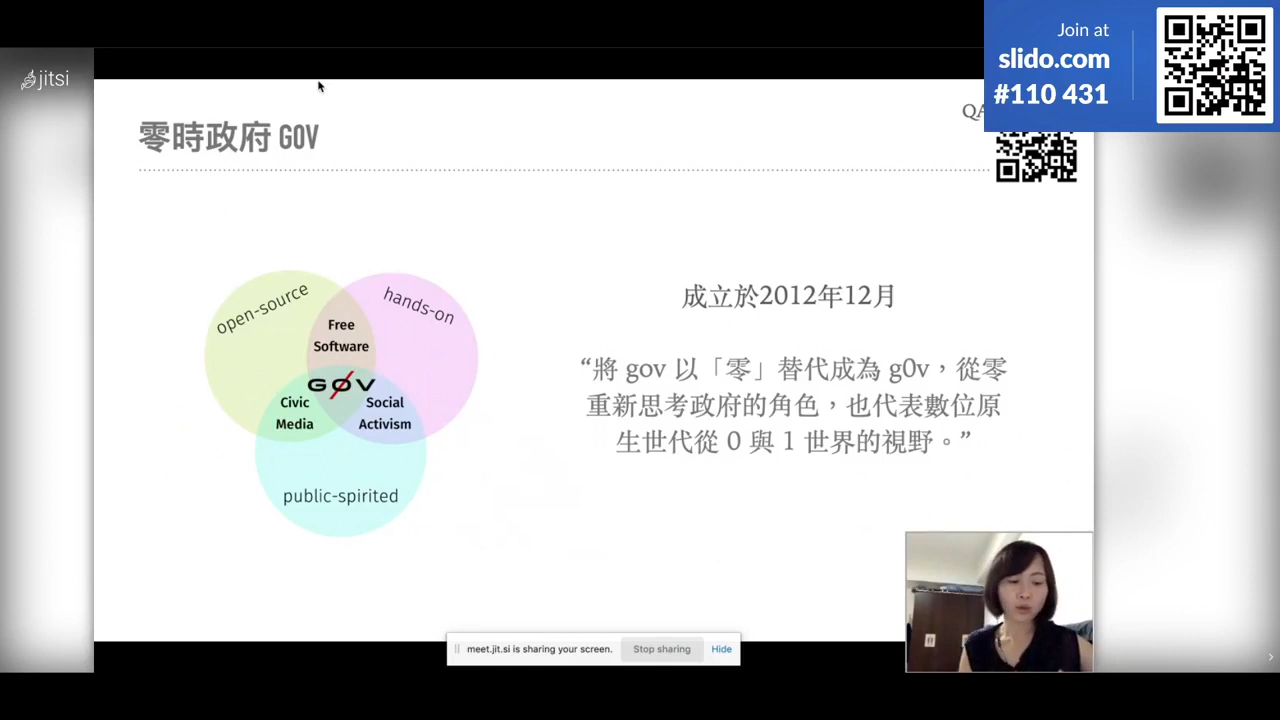 Join at
slido.com
#110 431
jitsi
零時政府 GOV
open-source
hands-on
Free
Software
GOV
Civic
Media
Social
Activism
public-spirited
成立於2012年12月
“將 gov 以「零」替代成為 g0v，從零
重新思考政府的角色，也代表數位原
生世代從 0 與 1 世界的視野。”
meet.jit.si is sharing your screen.
Stop sharing
Hide